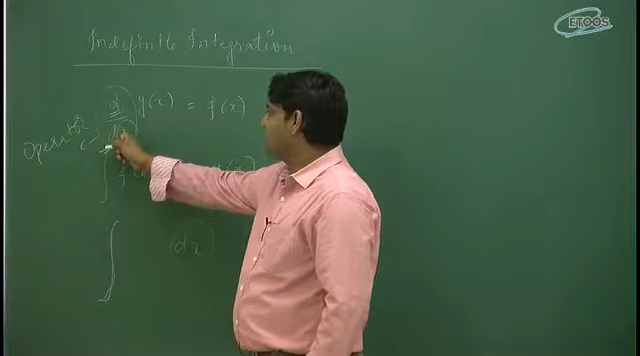 Indefinite Integration
d/dx g(x) = f(x)
Operator
∫ (dx)
ETOOS